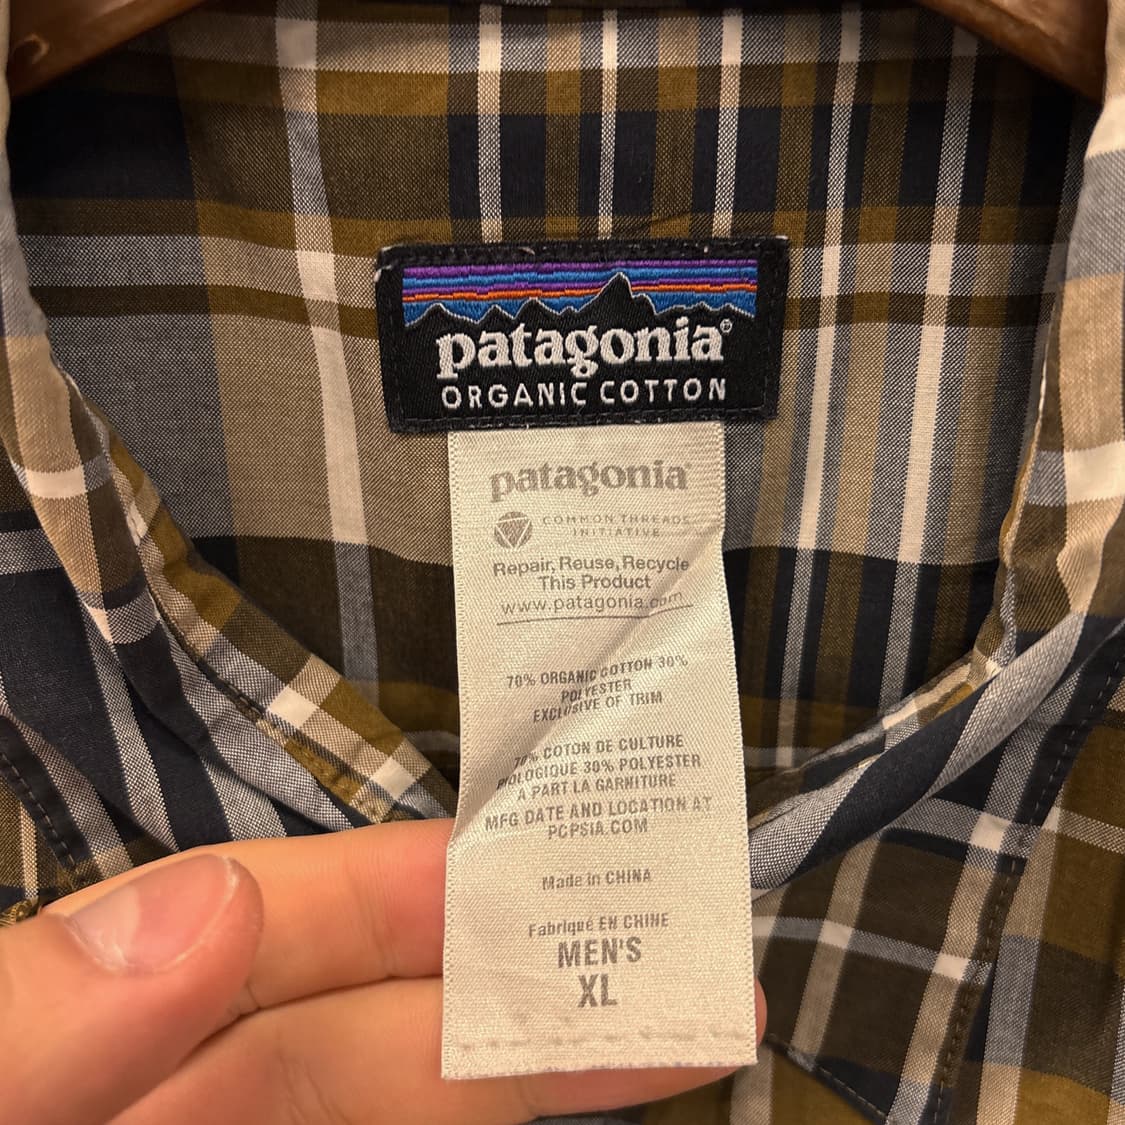 patagonia®
ORGANIC COTTON
patagonia®
COMMON THREADS
INITIATIVE
Repair, Reuse, Recycle
This Product
www.patagonia.com
70% ORGANIC COTTON 30%
POLYESTER
EXCLUSIVE OF TRIM
70% COTON DE CULTURE
BIOLOGIQUE 30% POLYESTER
A PART LA GARNITURE
MFG DATE AND LOCATION AT
PCPSIA.COM
Made in CHINA
Fabriqué EN CHINE
MEN'S
XL